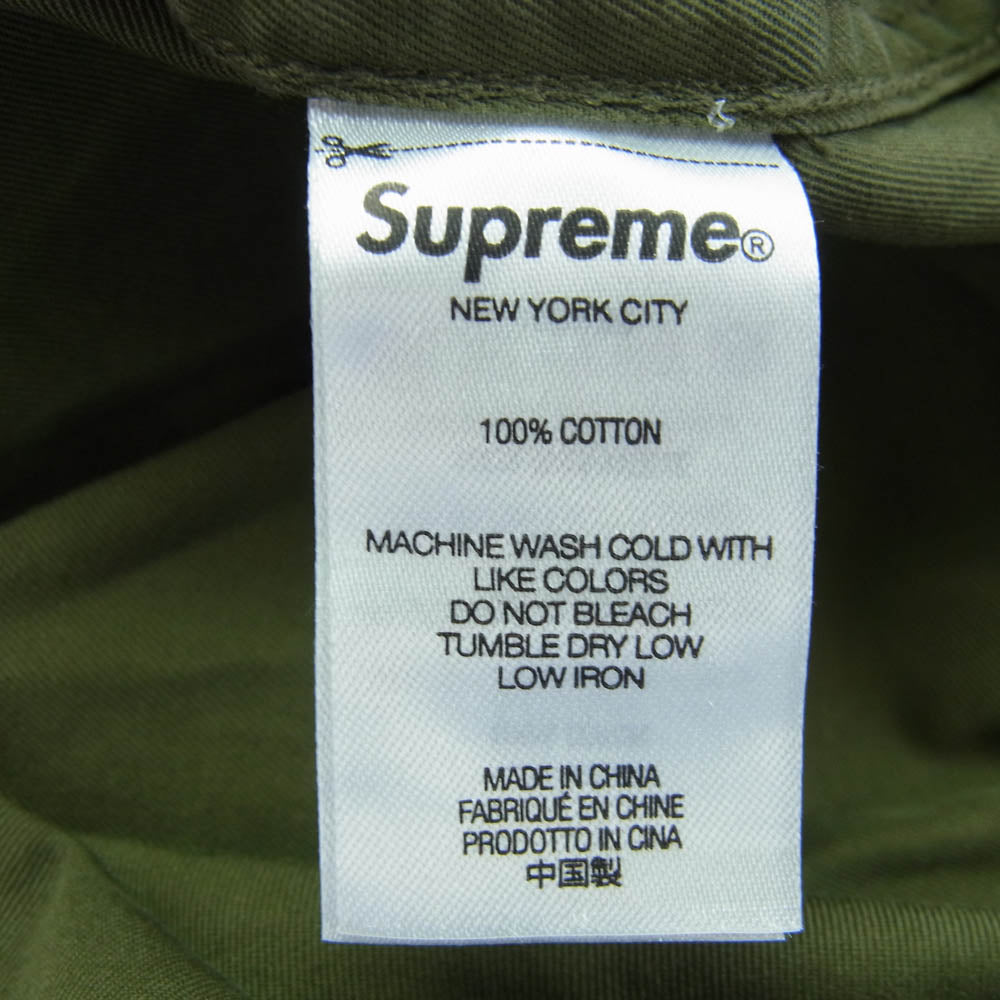 Supreme®
NEW YORK CITY
100% COTTON
MACHINE WASH COLD WITH
LIKE COLORS
DO NOT BLEACH
TUMBLE DRY LOW
LOW IRON
MADE IN CHINA
FABRIQUÉ EN CHINE
PRODOTTO IN CINA
中国製